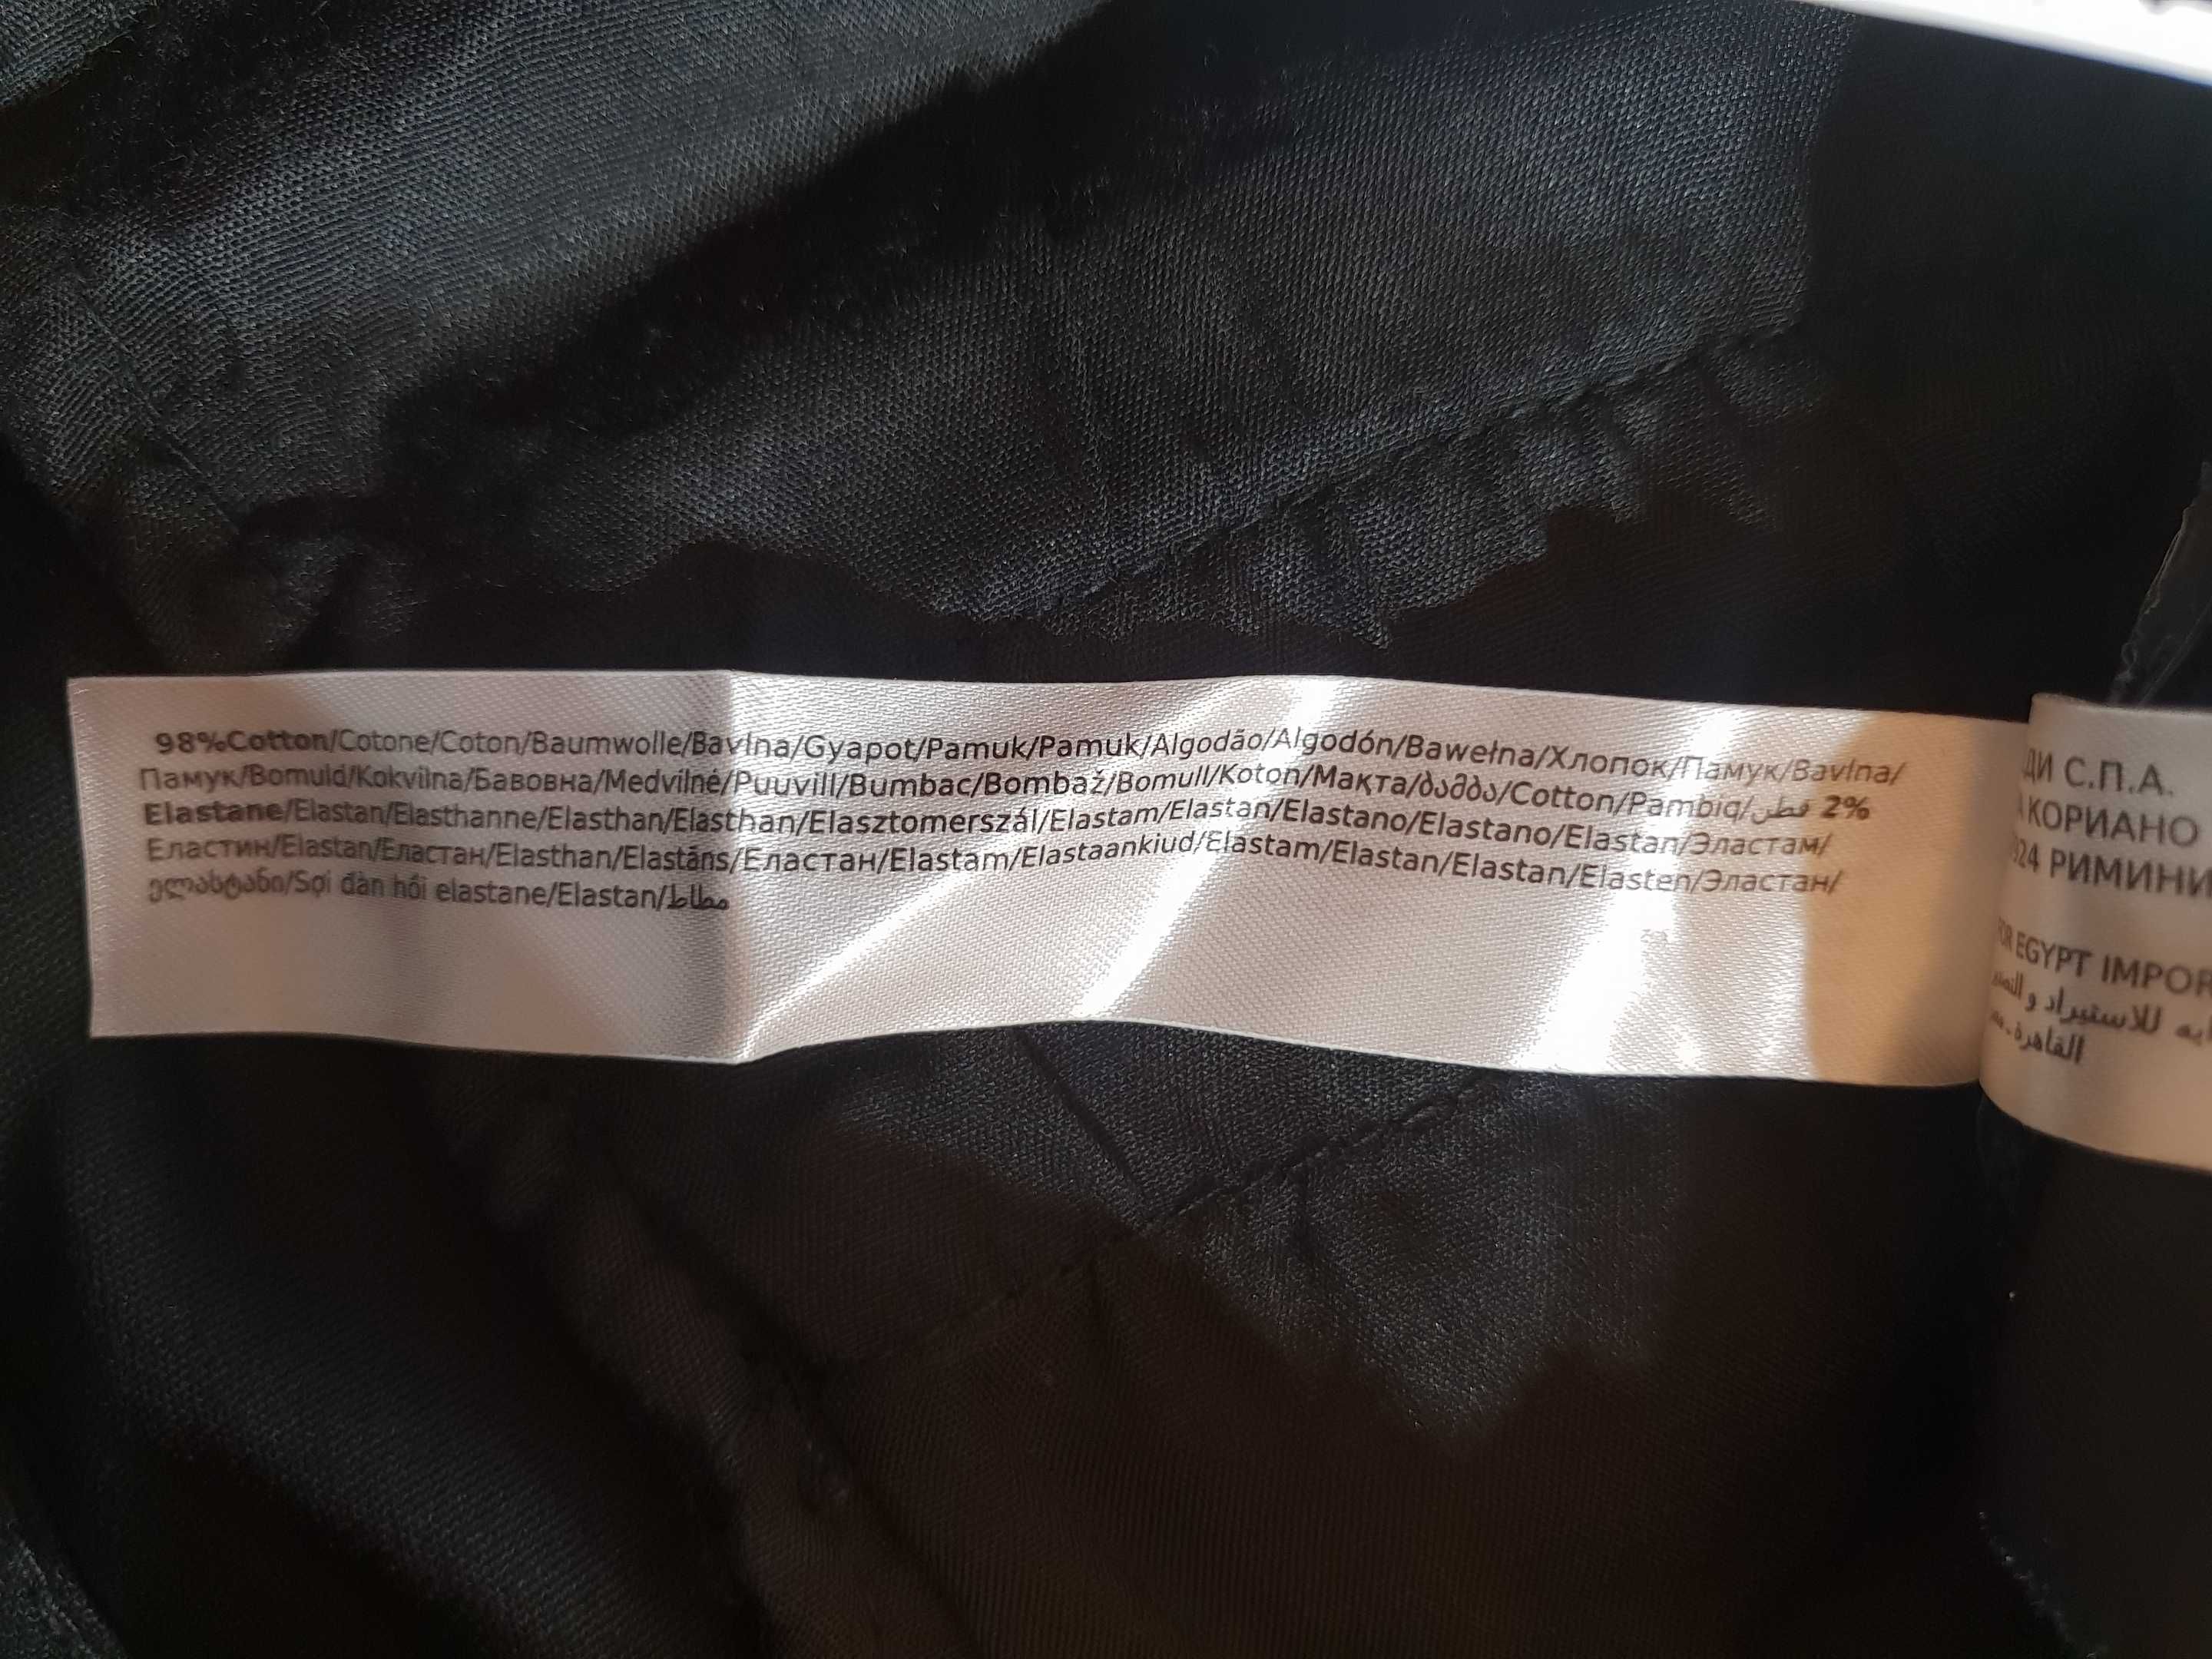 98%Cotton/Cotone/Coton/Baumwolle/Bavlna/Gyapot/Pamuk/Pamuk/Algodão/Algodón/Bawełna/Хлопок/Памук/Bavlna/
Памук/Bomuld/Kokvilna/Бавовна/Medvilné/Puuvill/Bumbac/Bombaž/Bomull/Koton/Мақта/ბამბა/Cotton/Pambiq/قطن 2%
Elastane/Elastan/Elasthanne/Elasthan/Elasthan/Elasztomerszál/Elastam/Elastan/Elastano/Elastano/Elastan/Эластам/
Еластин/Elastan/Еластан/Elasthan/Elastāns/Еластан/Elastam/Elastaankiud/Elastam/Elastan/Elastan/Elasten/Эластан/
ელასტანი/Sợi đàn hồi elastane/Elastan/مطاط
ДИ С.П.А.
КОРИАНО
924 РИМИНИ
FOR EGYPT IMPOR
للاستيراد و
القاهرة